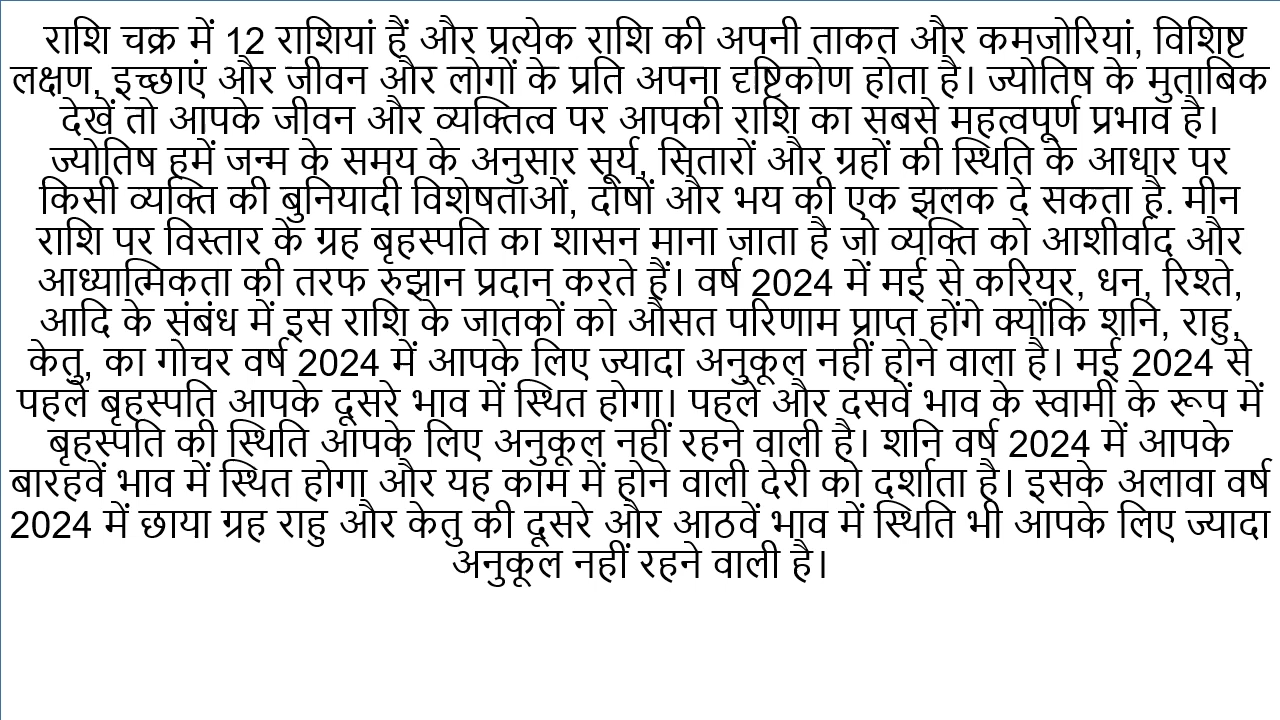 राशि चक्र में 12 राशियां हैं और प्रत्येक राशि की अपनी ताकत और कमजोरियां, विशिष्ट
लक्षण, इच्छाएं और जीवन और लोगों के प्रति अपना दृष्टिकोण होता है। ज्योतिष के मुताबिक
देखें तो आपके जीवन और व्यक्तित्व पर आपकी राशि का सबसे महत्वपूर्ण प्रभाव है।
ज्योतिष हमें जन्म के समय के अनुसार सूर्य, सितारों और ग्रहों की स्थिति के आधार पर
किसी व्यक्ति की बुनियादी विशेषताओं, दोषों और भय की एक झलक दे सकता है. मीन
राशि पर विस्तार के ग्रह बृहस्पति का शासन माना जाता है जो व्यक्ति को आशीर्वाद और
आध्यात्मिकता की तरफ रुझान प्रदान करते हैं। वर्ष 2024 में मई से करियर, धन, रिश्ते,
आदि के संबंध में इस राशि के जातकों को औसत परिणाम प्राप्त होंगे क्योंकि शनि, राहु,
केतु, का गोचर वर्ष 2024 में आपके लिए ज्यादा अनुकूल नहीं होने वाला है। मई 2024 से
पहले बृहस्पति आपके दूसरे भाव में स्थित होगा। पहले और दसवें भाव के स्वामी के रूप में
बृहस्पति की स्थिति आपके लिए अनुकूल नहीं रहने वाली है। शनि वर्ष 2024 में आपके
बारहवें भाव में स्थित होगा और यह काम में होने वाली देरी को दर्शाता है। इसके अलावा वर्ष
2024 में छाया ग्रह राहु और केतु की दूसरे और आठवें भाव में स्थिति भी आपके लिए ज्यादा
अनुकूल नहीं रहने वाली है।